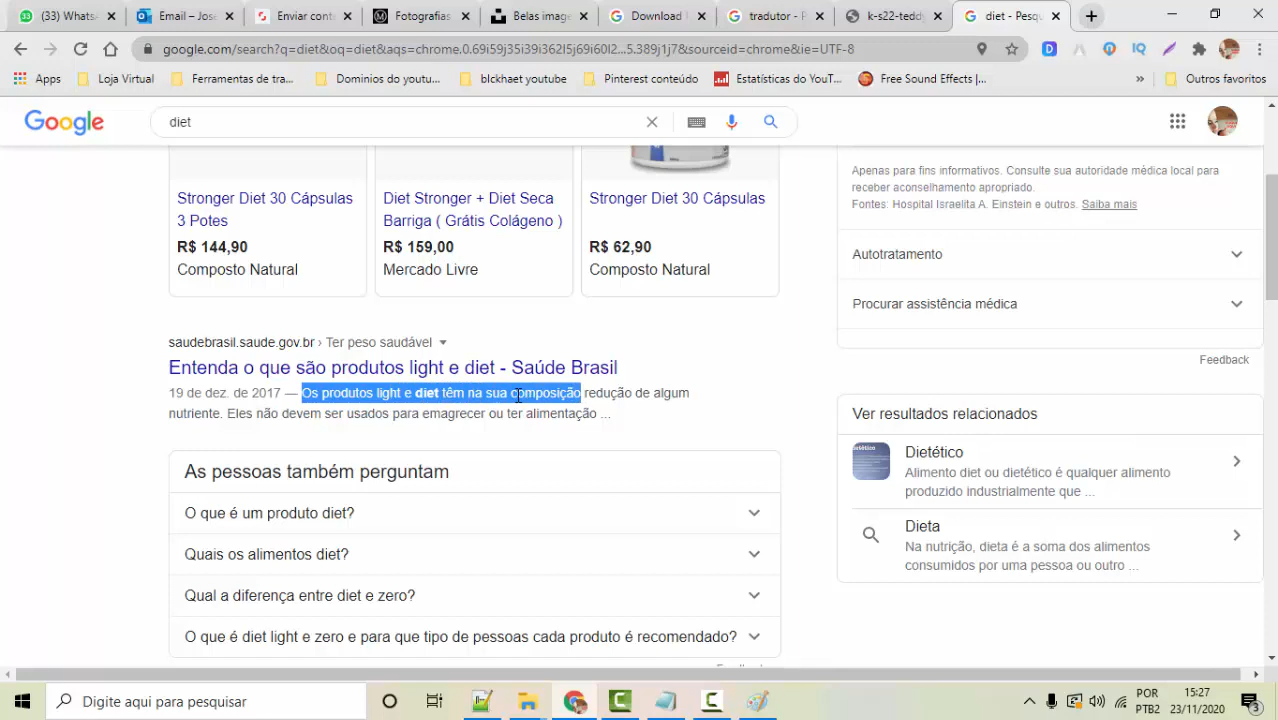 (33) Whats
Email – Jos
Enviar cont
Fotografias
Belas image
Download
tradutor - P
k-s22-teddy
diet - Pesq
google.com/search?q=diet&oq=diet&aqs=chrome.0.69i59j35i39i362l5j69i60l2...5.389j1j7&sourceid=chrome&ie=UTF-8
Apps
Loja Virtual
Ferramentas de tra...
Dominios do youtu...
blckhaet youtube
Pinterest conteúdo
Estatísticas do YouT...
Free Sound Effects |...
»
Outros favoritos
Google
diet
Stronger Diet 30 Cápsulas
3 Potes
R$ 144,90
Composto Natural
Diet Stronger + Diet Seca
Barriga ( Grátis Colágeno )
R$ 159,00
Mercado Livre
Stronger Diet 30 Cápsulas
R$ 62,90
Composto Natural
Apenas para fins informativos. Consulte sua autoridade médica local para
receber aconselhamento apropriado.
Fontes: Hospital Israelita A. Einstein e outros. Saiba mais
Autotratamento
Procurar assistência médica
Feedback
saudebrasil.saude.gov.br › Ter peso saudável
Entenda o que são produtos light e diet - Saúde Brasil
19 de dez. de 2017 — Os produtos light e diet têm na sua composição redução de algum
nutriente. Eles não devem ser usados para emagrecer ou ter alimentação ...
As pessoas também perguntam
O que é um produto diet?
Quais os alimentos diet?
Qual a diferença entre diet e zero?
O que é diet light e zero e para que tipo de pessoas cada produto é recomendado?
Ver resultados relacionados
Dietético
Alimento diet ou dietético é qualquer alimento
produzido industrialmente que ...
Dieta
Na nutrição, dieta é a soma dos alimentos
consumidos por uma pessoa ou outro ...
Digite aqui para pesquisar
POR
PTB2
15:27
23/11/2020
3